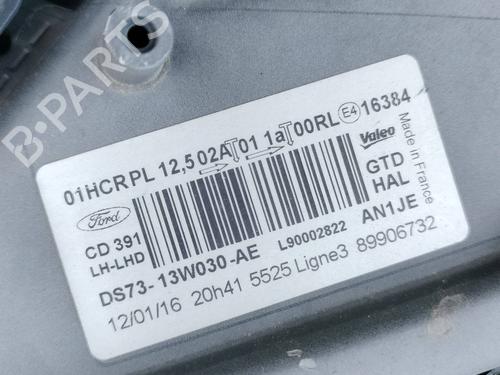 01HCRPL 12,5 02A 01 1a 00RL E4 16384
Ford
Valeo
Made in France
CD 391
LH-LHD
GTD
HAL
DS73-13W030-AE
L90002822
AN1JE
12/01/16 20h41 5525 Ligne3 89906732